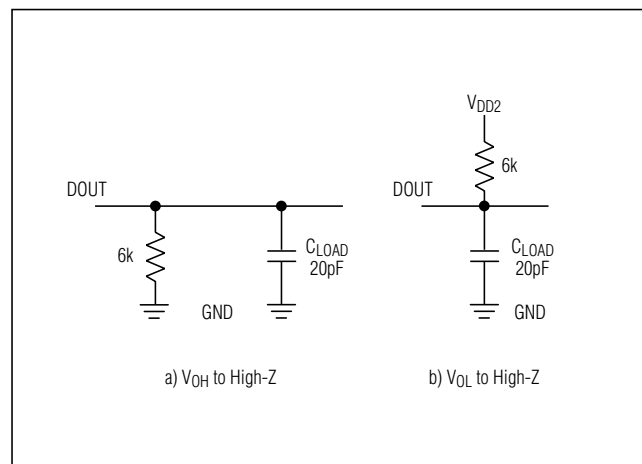 DOUT
6k
GND
CLOAD
20pF
a) VOH to High-Z
VDD2
6k
DOUT
CLOAD
20pF
GND
b) VOL to High-Z